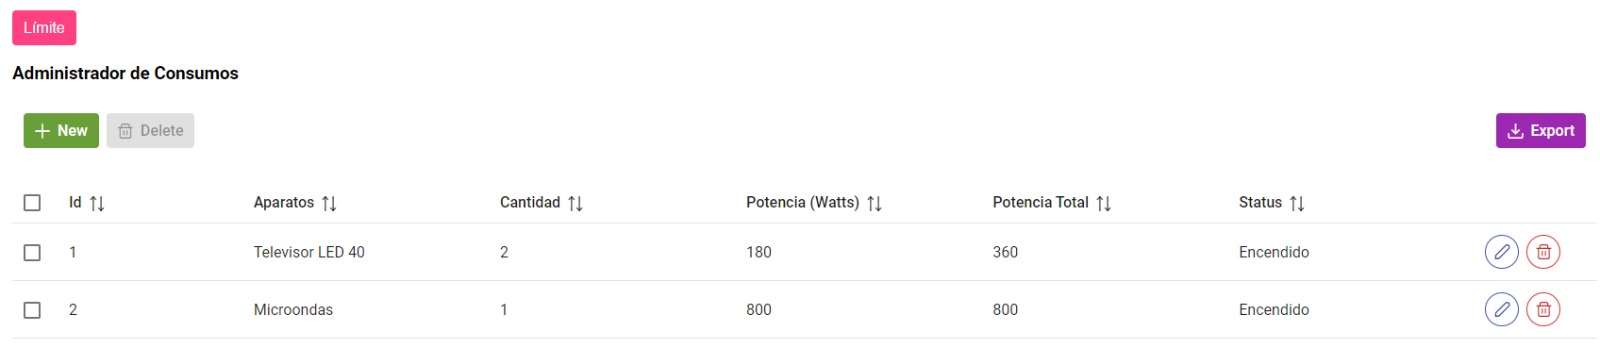 Límite
Administrador de Consumos
New Delete Export
Id Aparatos Cantidad Potencia (Watts) Potencia Total Status
1 Televisor LED 40 2 180 360 Encendido
2 Microondas 1 800 800 Encendido